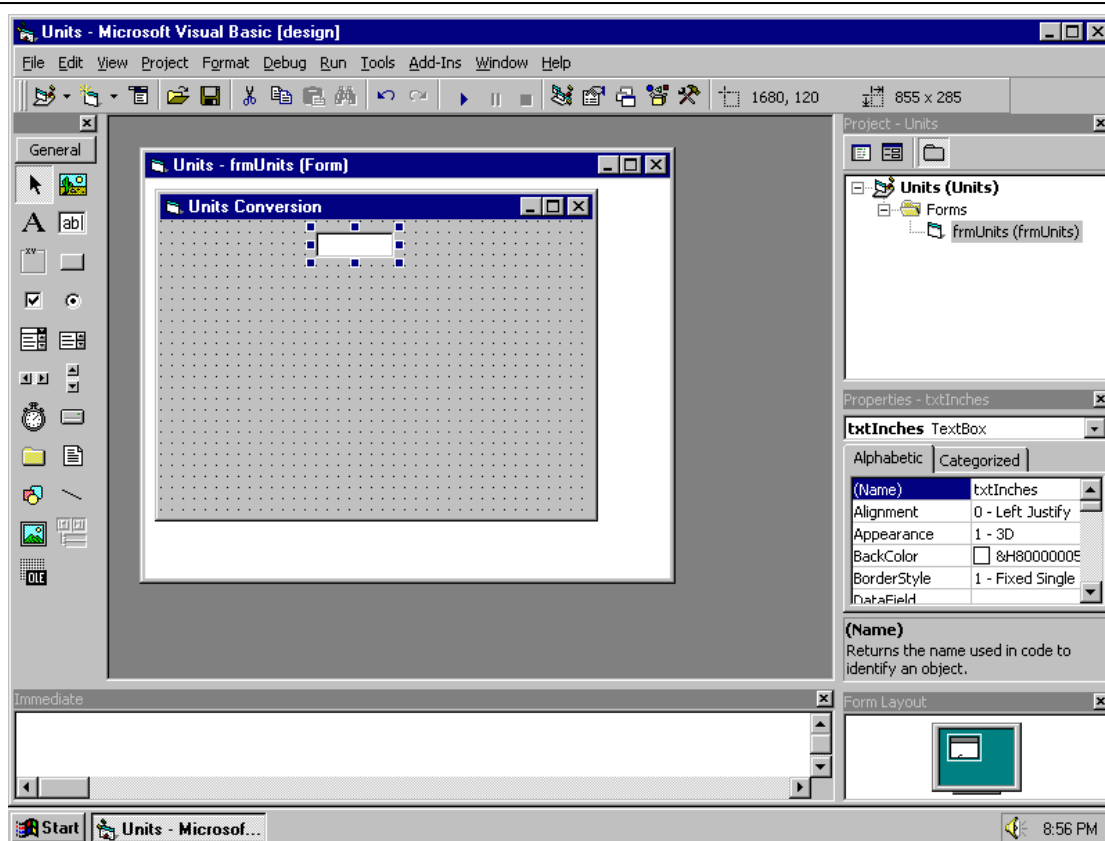 Units - Microsoft Visual Basic [design]
File Edit View Project Format Debug Run Tools Add-Ins Window Help
1680, 120 855 x 285
General
A ab|
xv
OLE
Units - frmUnits (Form)
Units Conversion
Project - Units
Units (Units)
Forms
frmUnits (frmUnits)
Properties - txtInches
txtInches TextBox
Alphabetic Categorized
(Name) txtInches
Alignment 0 - Left Justify
Appearance 1 - 3D
BackColor &H80000005
BorderStyle 1 - Fixed Single
DataField
(Name)
Returns the name used in code to
identify an object.
Immediate
Form Layout
Start Units - Microsof... 8:56 PM